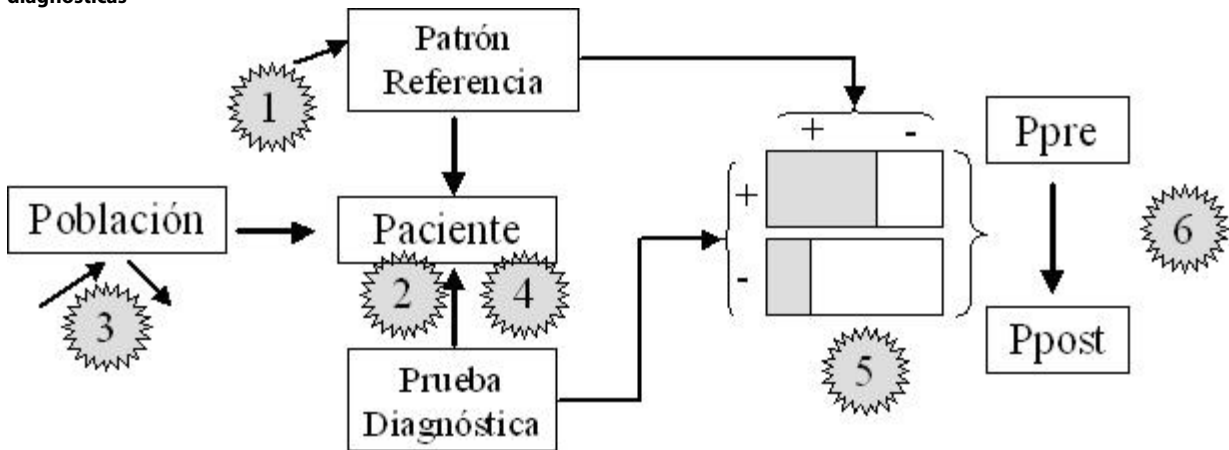 diagnósticas
Patrón
Referencia
1
+ -
Ppre
Población
Paciente
+
6
2
4
-
3
Ppost
5
Prueba
Diagnóstica